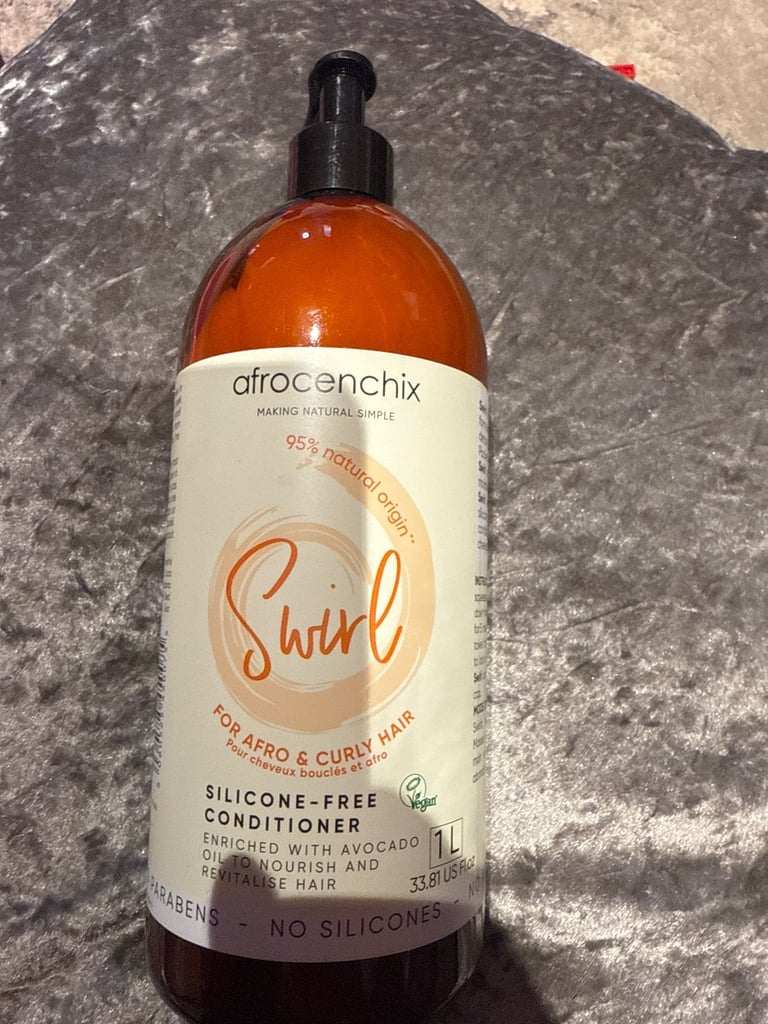 afrocenchix
MAKING NATURAL SIMPLE
95% natural origin
Swirl
FOR AFRO & CURLY HAIR
Pour cheveux bouclés et afro
SILICONE-FREE
CONDITIONER
Vegan
ENRICHED WITH AVOCADO
OIL TO NOURISH AND
REVITALISE HAIR
1 L
33.81 US Fl oz
PARABENS - NO SILICONES -